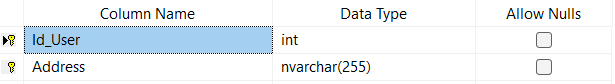 Column Name Data Type Allow Nulls
Id_User int
Address nvarchar(255)